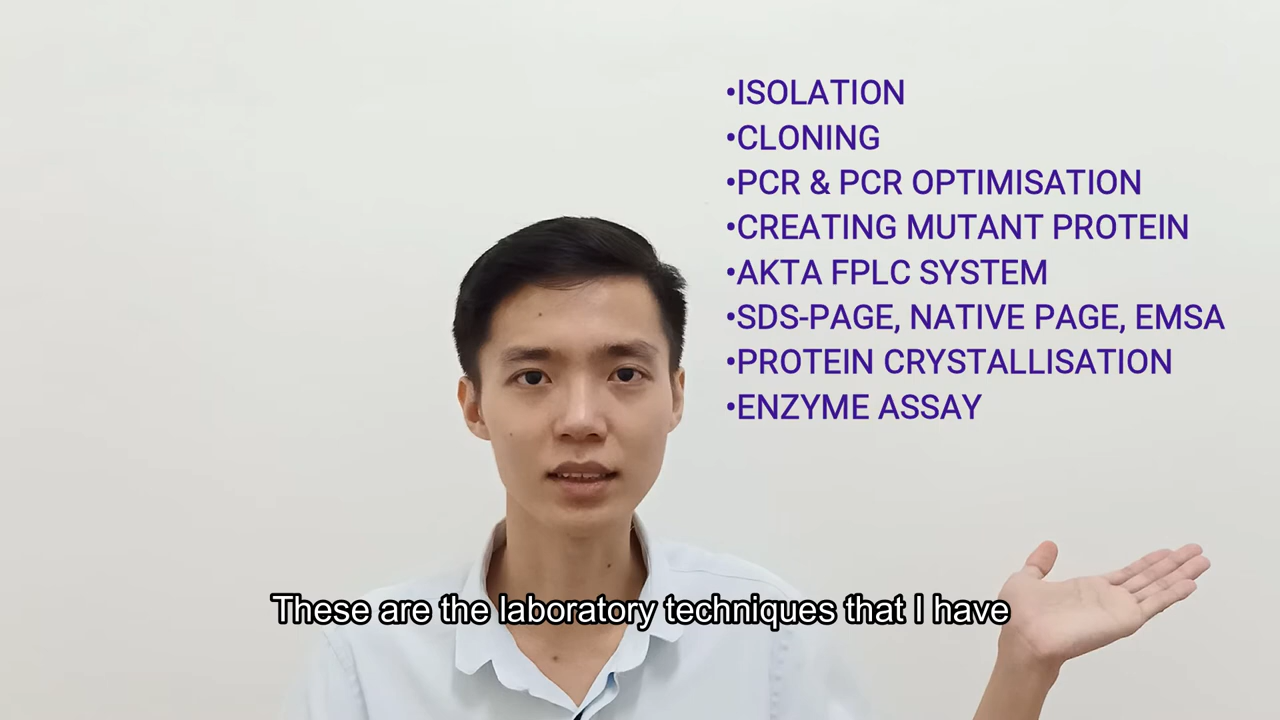 •ISOLATION
•CLONING
•PCR & PCR OPTIMISATION
•CREATING MUTANT PROTEIN
•AKTA FPLC SYSTEM
•SDS-PAGE, NATIVE PAGE, EMSA
•PROTEIN CRYSTALLISATION
•ENZYME ASSAY
These are the laboratory techniques that I have